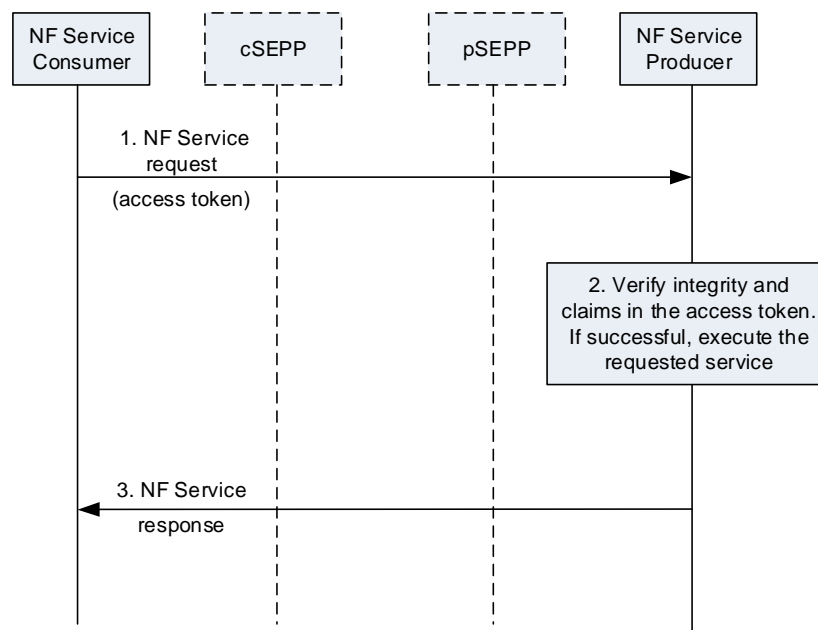 NF Service
Consumer
cSEPP
pSEPP
NF Service
Producer
1. NF Service
request
(access token)
2. Verify integrity and
claims in the access token.
If successful, execute the
requested service
3. NF Service
response